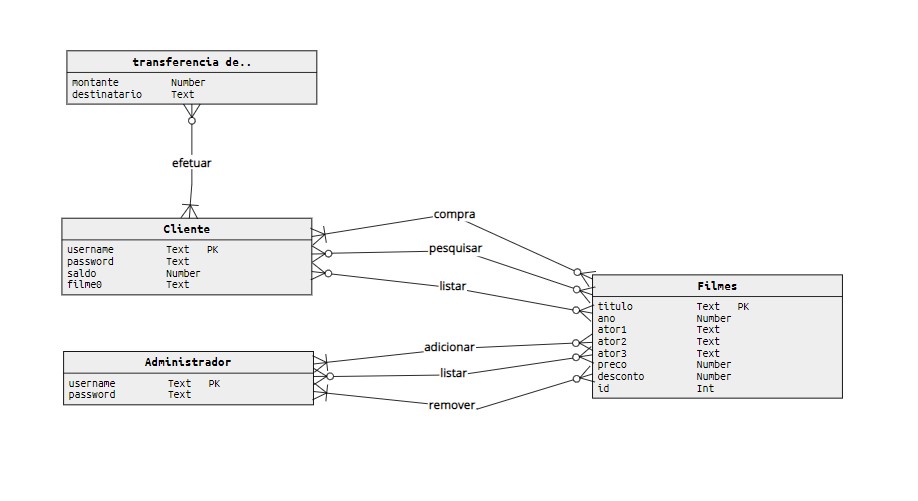 transferencia de..
montante Number
destinatario Text
efetuar
Cliente
username Text PK
password Text
saldo Number
filme0 Text
compra
pesquisar
listar
Filmes
titulo Text PK
ano Number
ator1 Text
ator2 Text
ator3 Text
preco Number
desconto Number
id Int
adicionar
listar
remover
Administrador
username Text PK
password Text